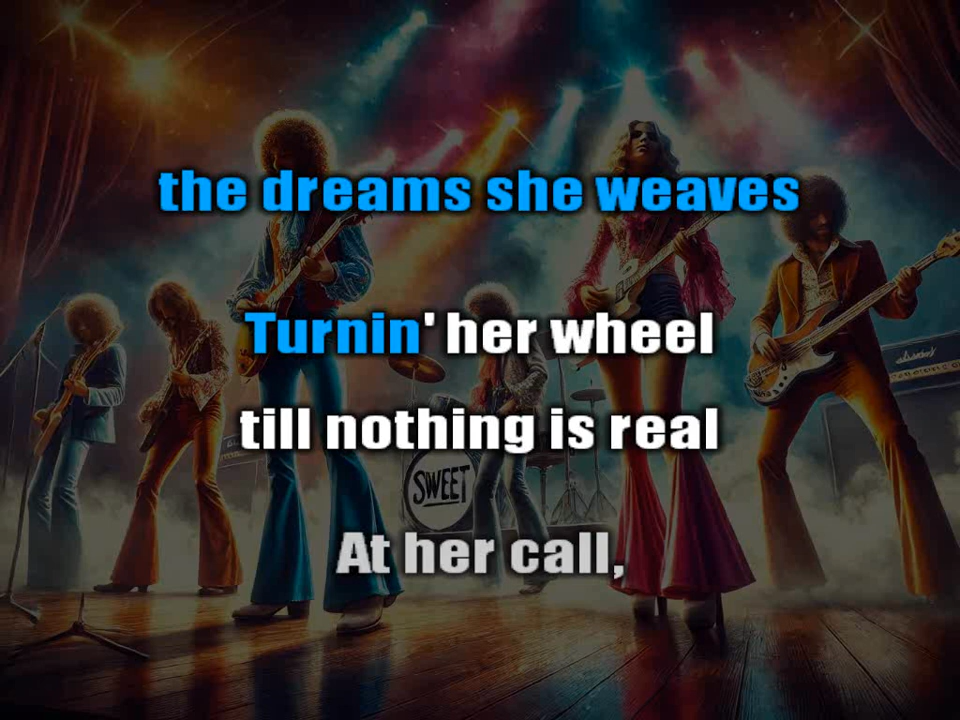 the dreams she weaves
Turnin' her wheel
till nothing is real
SWEET
At her call,